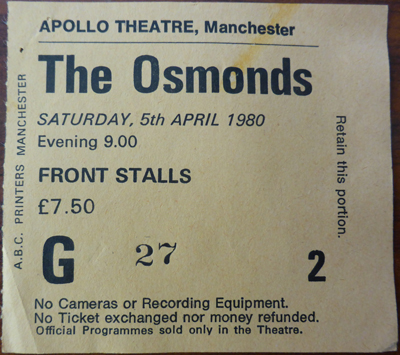 APOLLO THEATRE, Manchester
The Osmonds
SATURDAY, 5th APRIL 1980
Evening 9.00
FRONT STALLS
£7.50
G 27 2
No Cameras or Recording Equipment.
No Ticket exchanged nor money refunded.
Official Programmes sold only in the Theatre.
A.B.C. PRINTERS MANCHESTER
Retain this portion.